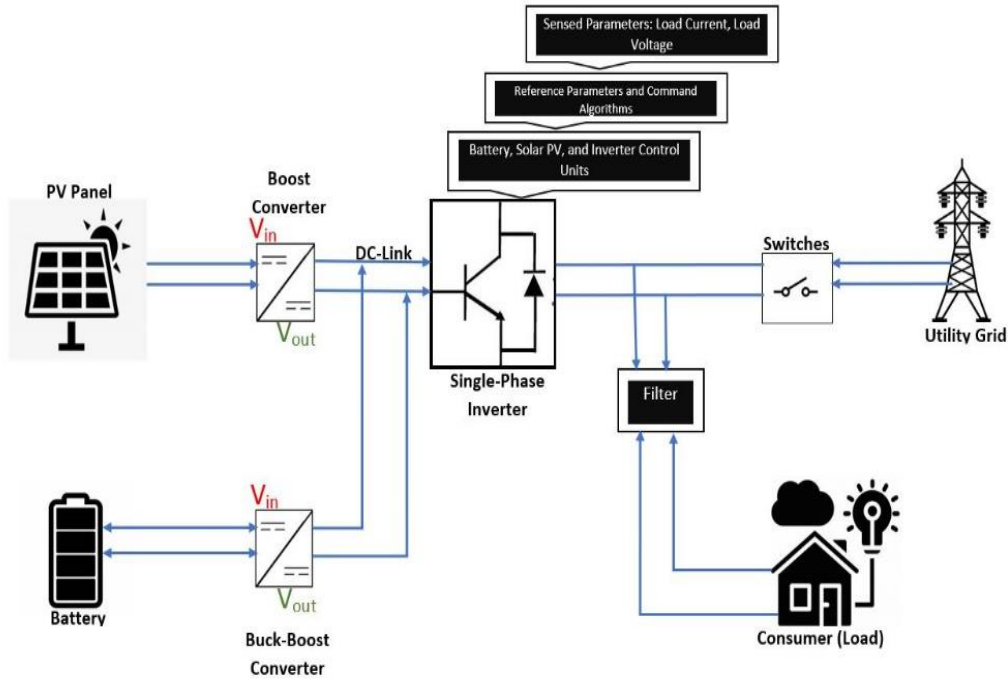 Sensed Parameters: Load Current, Load
Voltage
Reference Parameters and Command
Algorithms
Battery, Solar PV, and Inverter Control
Units
PV Panel
Boost
Converter
Vin
DC-Link
Vout
Single-Phase
Inverter
Switches
Utility Grid
Filter
Battery
Vin
Vout
Buck-Boost
Converter
Consumer (Load)